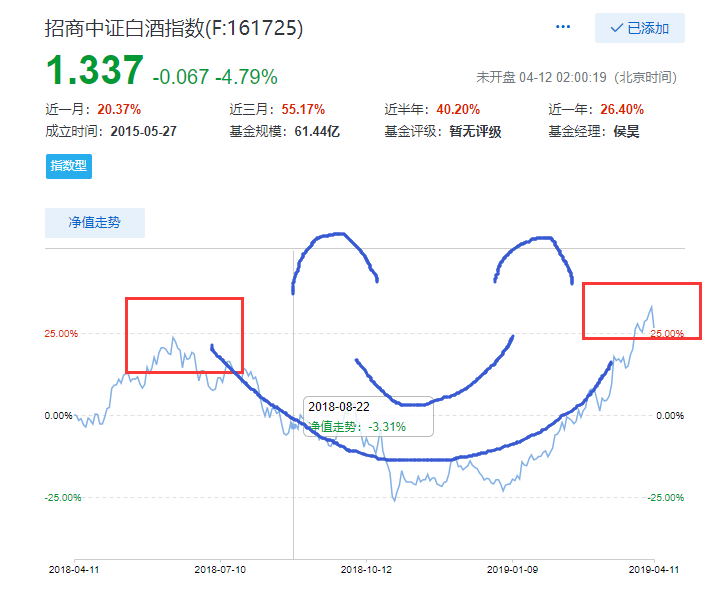 招商中证白酒指数(F:161725)
... ✓ 已添加
1.337 -0.067 -4.79%
未开盘 04-12 02:00:19（北京时间）
近一月：20.37% 近三月：55.17% 近半年：40.20% 近一年：26.40%
成立时间：2015-05-27 基金规模：61.44亿 基金评级：暂无评级 基金经理：侯昊
指数型
净值走势
25.00% 25.00%
2018-08-22
0.00% 0.00%
净值走势：-3.31%
-25.00% -25.00%
2018-04-11 2018-07-10 2018-10-12 2019-01-09 2019-04-11